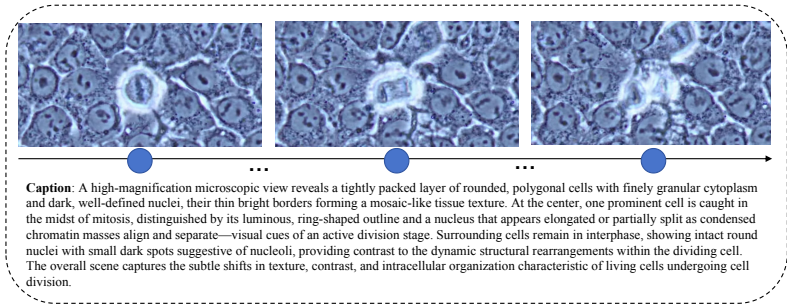 ... ...
Caption: A high-magnification microscopic view reveals a tightly packed layer of rounded, polygonal cells with finely granular cytoplasm
and dark, well-defined nuclei, their thin bright borders forming a mosaic-like tissue texture. At the center, one prominent cell is caught
in the midst of mitosis, distinguished by its luminous, ring-shaped outline and a nucleus that appears elongated or partially split as condensed
chromatin masses align and separate—visual cues of an active division stage. Surrounding cells remain in interphase, showing intact round
nuclei with small dark spots suggestive of nucleoli, providing contrast to the dynamic structural rearrangements within the dividing cell.
The overall scene captures the subtle shifts in texture, contrast, and intracellular organization characteristic of living cells undergoing cell
division.